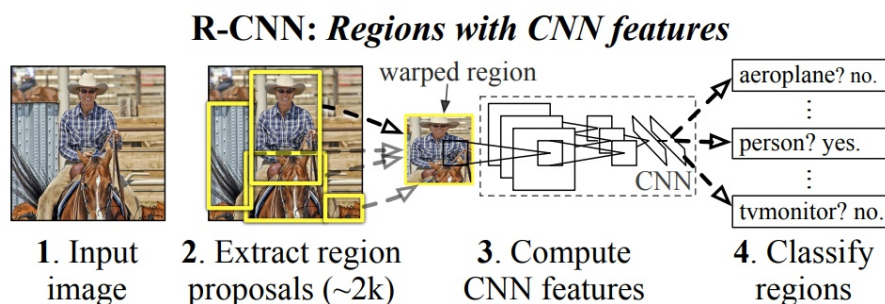 R-CNN: Regions with CNN features
warped region
aeroplane? no.
⋮
person? yes.
⋮
tvmonitor? no.
CNN
1. Input
image
2. Extract region
proposals (~2k)
3. Compute
CNN features
4. Classify
regions